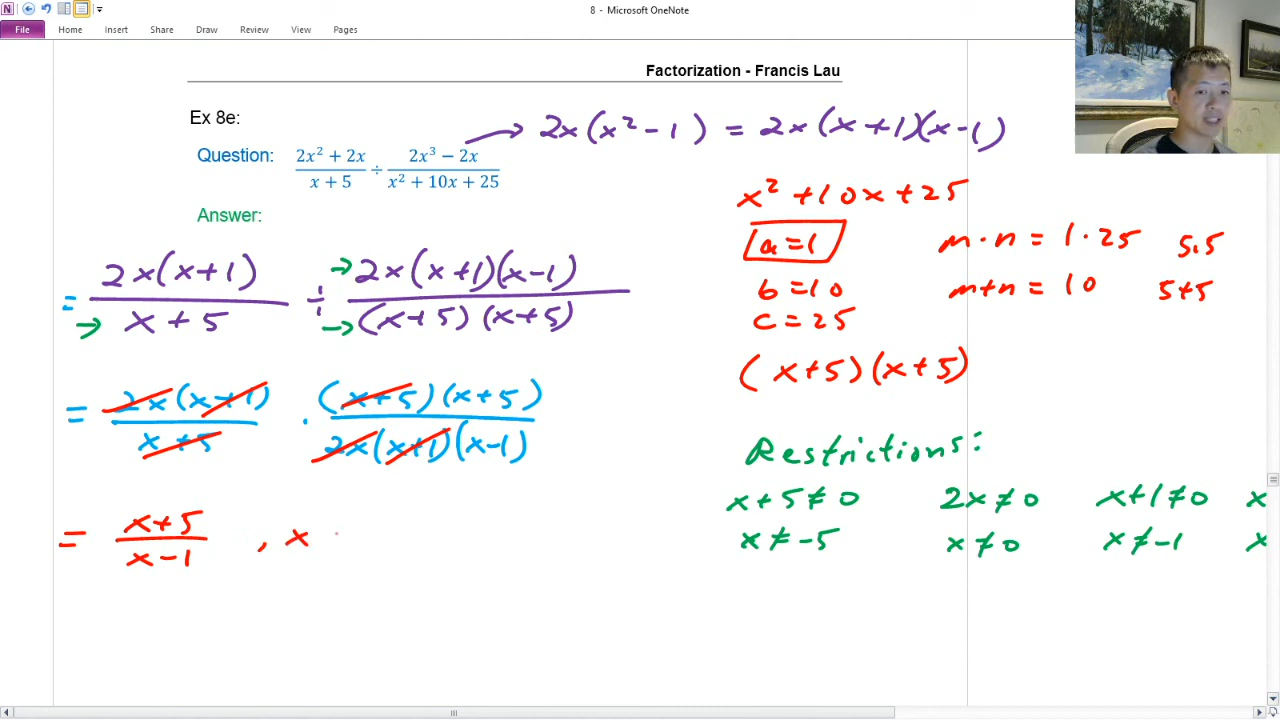 8 - Microsoft OneNote
File Home Insert Share Draw Review View Pages
Factorization - Francis Lau
Ex 8e:
→ 2x(x² - 1) = 2x(x+1)(x-1)
Question: (2x² + 2x)/(x + 5) ÷ (2x³ − 2x)/(x² + 10x + 25)
Answer:
x² + 10x + 25
a = 1
b = 10
c = 25
m·n = 1·25 5·5
m+n = 10 5+5
(x+5)(x+5)
= 2x(x+1)/(x+5) ÷ 2x(x+1)(x-1)/((x+5)(x+5))
= 2x(x+1)/(x+5) · (x+5)(x+5)/(2x(x+1)(x-1))
= (x+5)/(x-1) , x
Restrictions:
x+5≠0 2x≠0 x+1≠0 x
x≠-5 x≠0 x≠-1 x